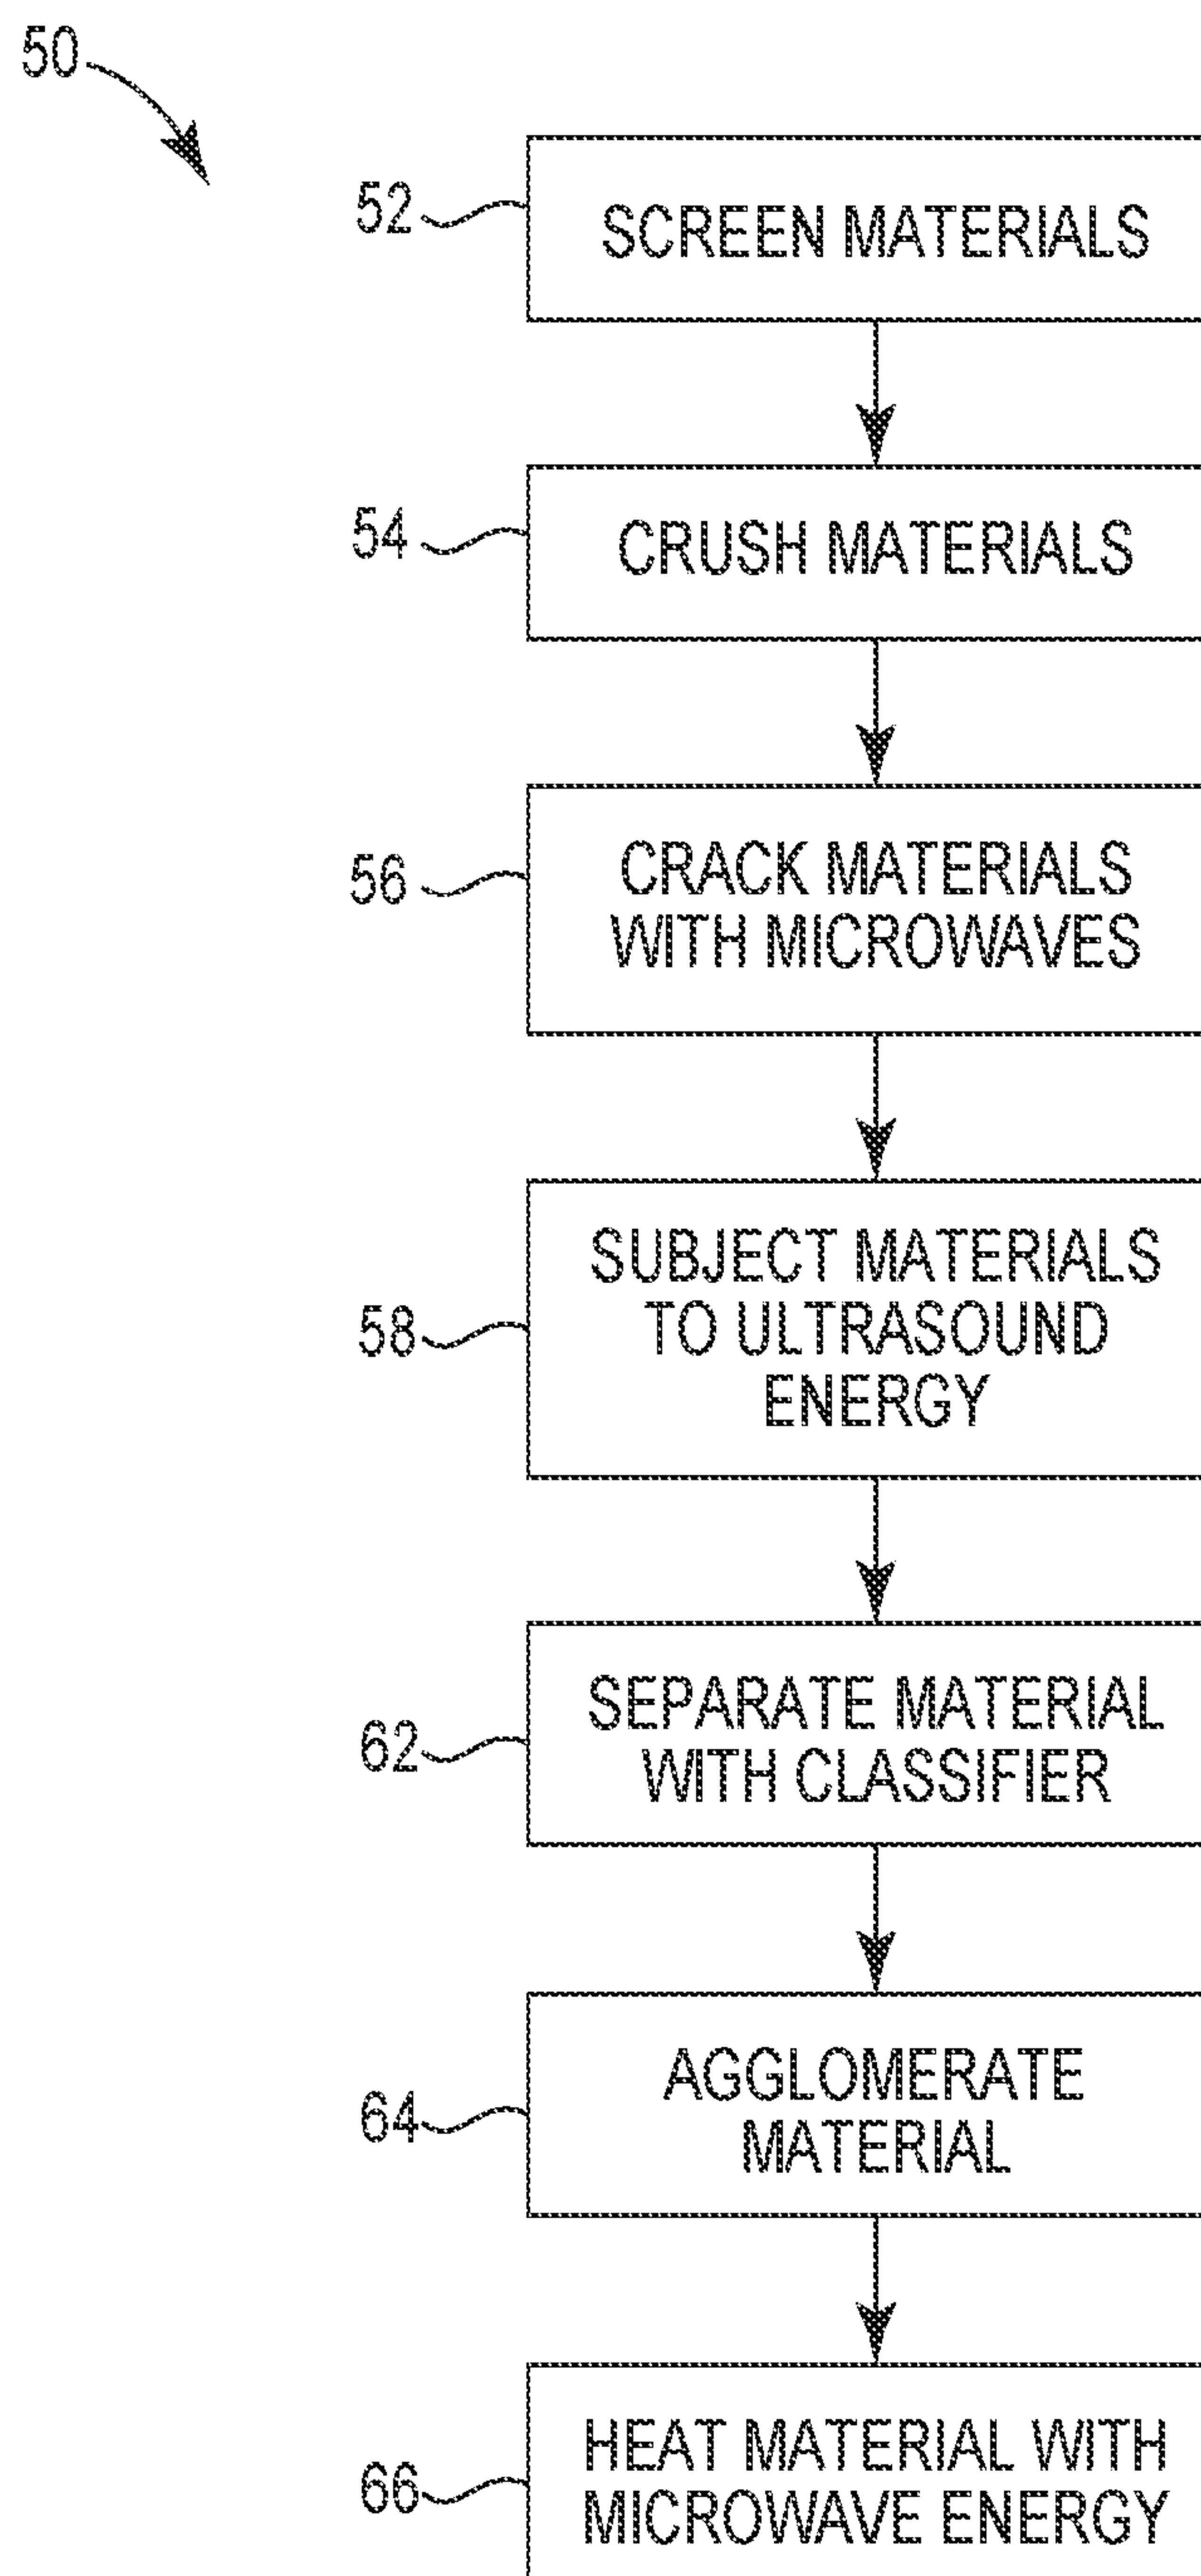 50
52
SCREEN MATERIALS
54
CRUSH MATERIALS
56
CRACK MATERIALS
WITH MICROWAVES
58
SUBJECT MATERIALS
TO ULTRASOUND
ENERGY
62
SEPARATE MATERIAL
WITH CLASSIFIER
64
AGGLOMERATE
MATERIAL
66
HEAT MATERIAL WITH
MICROWAVE ENERGY